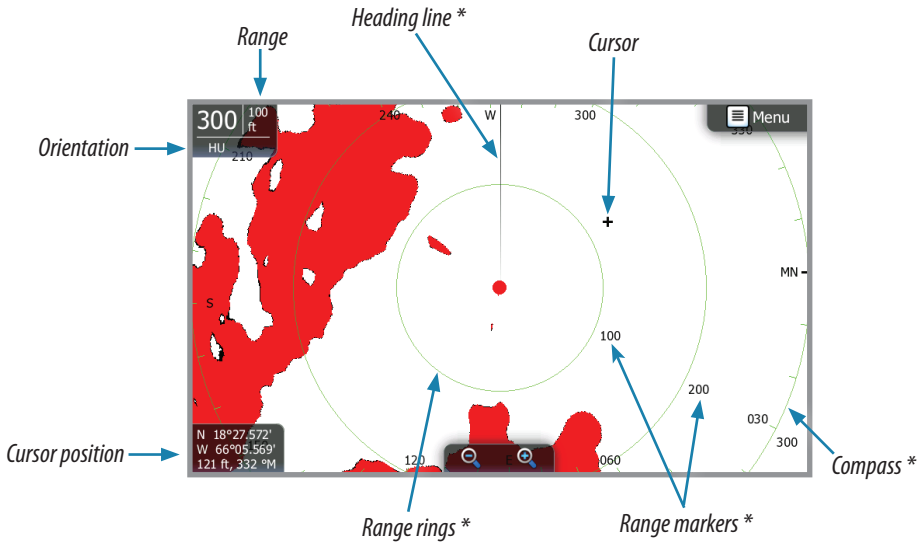 Heading line *
Range
Cursor
300
100
ft
HU
Orientation
240
W
300
Menu
330
210
MN
S
100
200
030
300
N 18°27.572'
W 66°05.569'
121 ft, 332 °M
120
E
060
Cursor position
Compass *
Range rings *
Range markers *